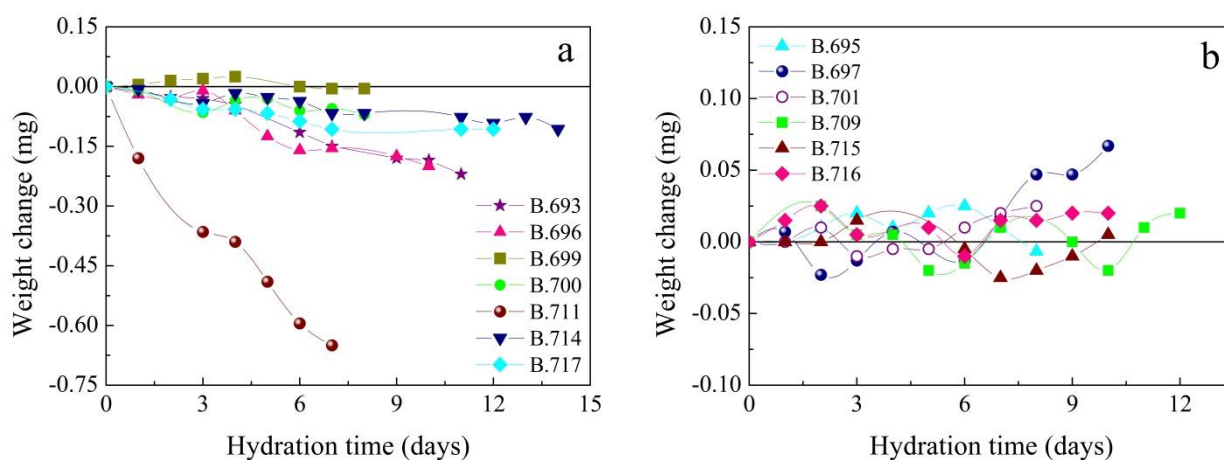 a
Weight change (mg)
0.15
0.00
-0.15
-0.30
-0.45
-0.60
-0.75
B.693
B.696
B.699
B.700
B.711
B.714
B.717
0 3 6 9 12 15
Hydration time (days)
b
Weight change (mg)
0.15
0.10
0.05
0.00
-0.05
-0.10
B.695
B.697
B.701
B.709
B.715
B.716
0 3 6 9 12
Hydration time (days)